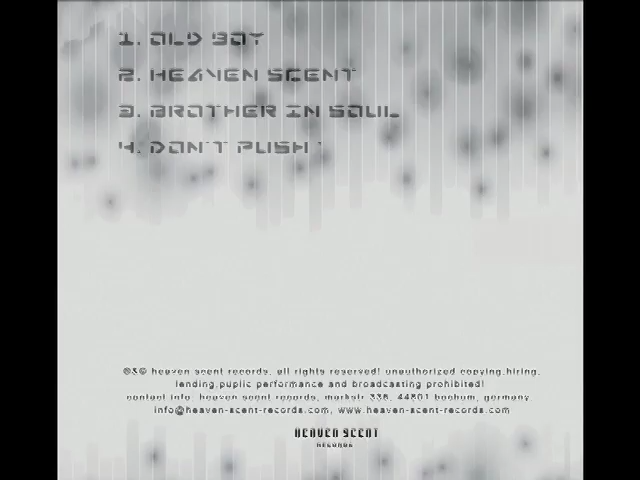 1. OLD BOY
2. HEAVEN SCENT
3. BROTHER IN SOUL
4. DON'T PUSH !
℗&© heaven scent records. all rights reserved! unauthorized copying,hiring,
lending,puplic performance and broadcasting prohibited!
contact info: heaven scent records, markstr.338, 44801 bochum, germany
info@heaven-scent-records.com, www.heaven-scent-records.com
HEAVEN SCENT
RECORDS